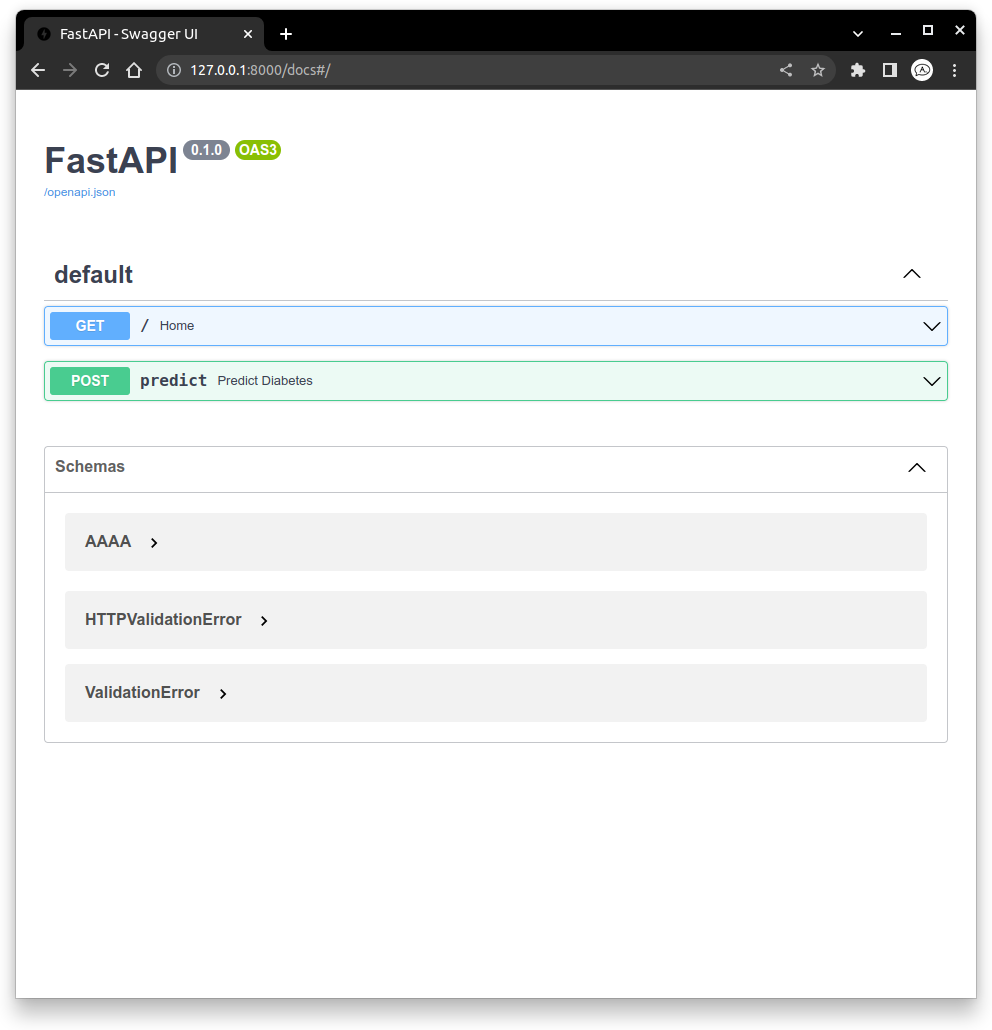 FastAPI - Swagger UI
127.0.0.1:8000/docs#/
FastAPI 0.1.0 OAS3
/openapi.json
default
GET / Home
POST predict Predict Diabetes
Schemas
AAAA
HTTPValidationError
ValidationError